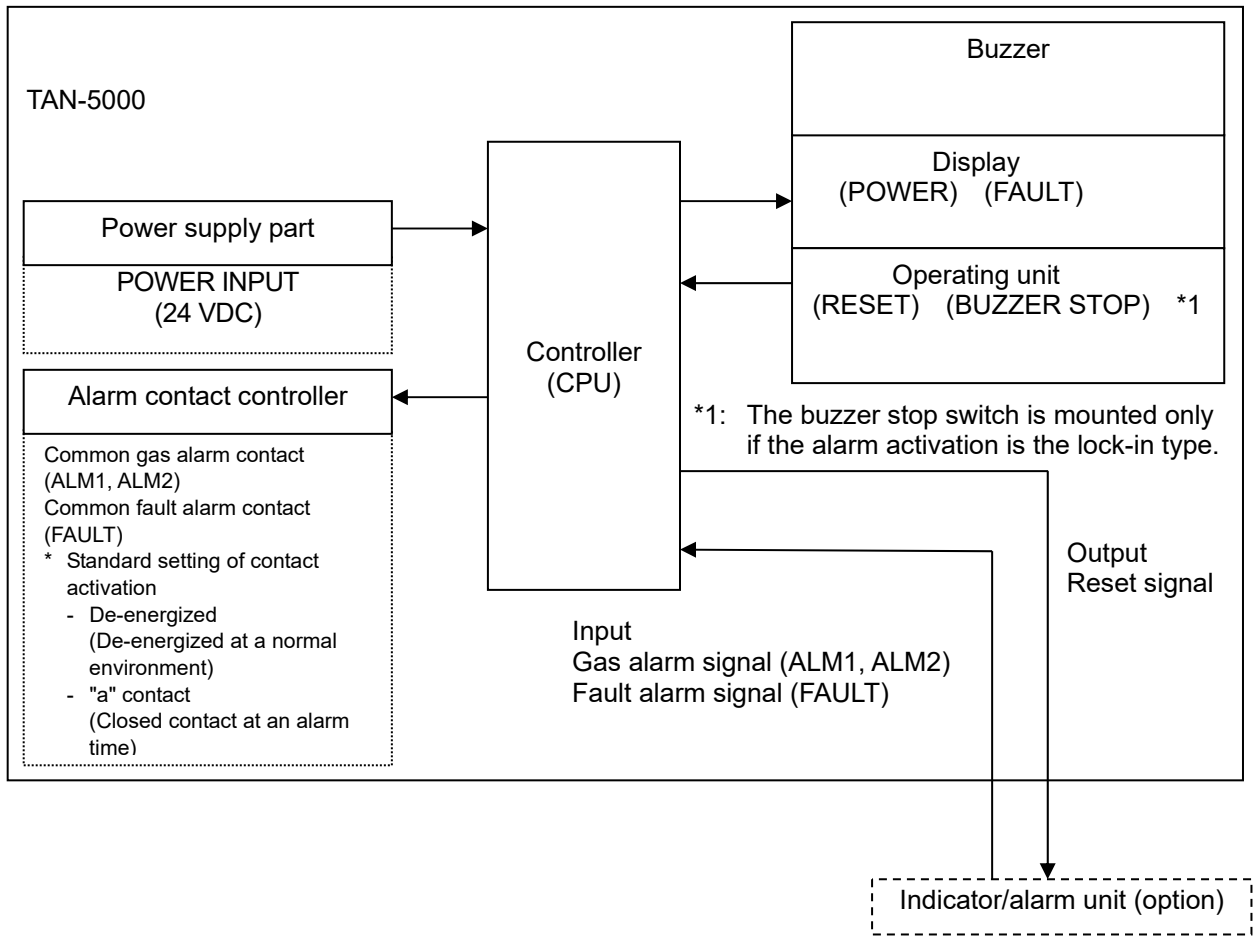 TAN-5000
Buzzer
Display
(POWER) (FAULT)
Operating unit
(RESET) (BUZZER STOP) *1
Power supply part
POWER INPUT
(24 VDC)
Controller
(CPU)
Alarm contact controller
Common gas alarm contact
(ALM1, ALM2)
Common fault alarm contact
(FAULT)
* Standard setting of contact
activation
- De-energized
(De-energized at a normal
environment)
- "a" contact
(Closed contact at an alarm
time)
*1: The buzzer stop switch is mounted only
if the alarm activation is the lock-in type.
Output
Reset signal
Input
Gas alarm signal (ALM1, ALM2)
Fault alarm signal (FAULT)
Indicator/alarm unit (option)